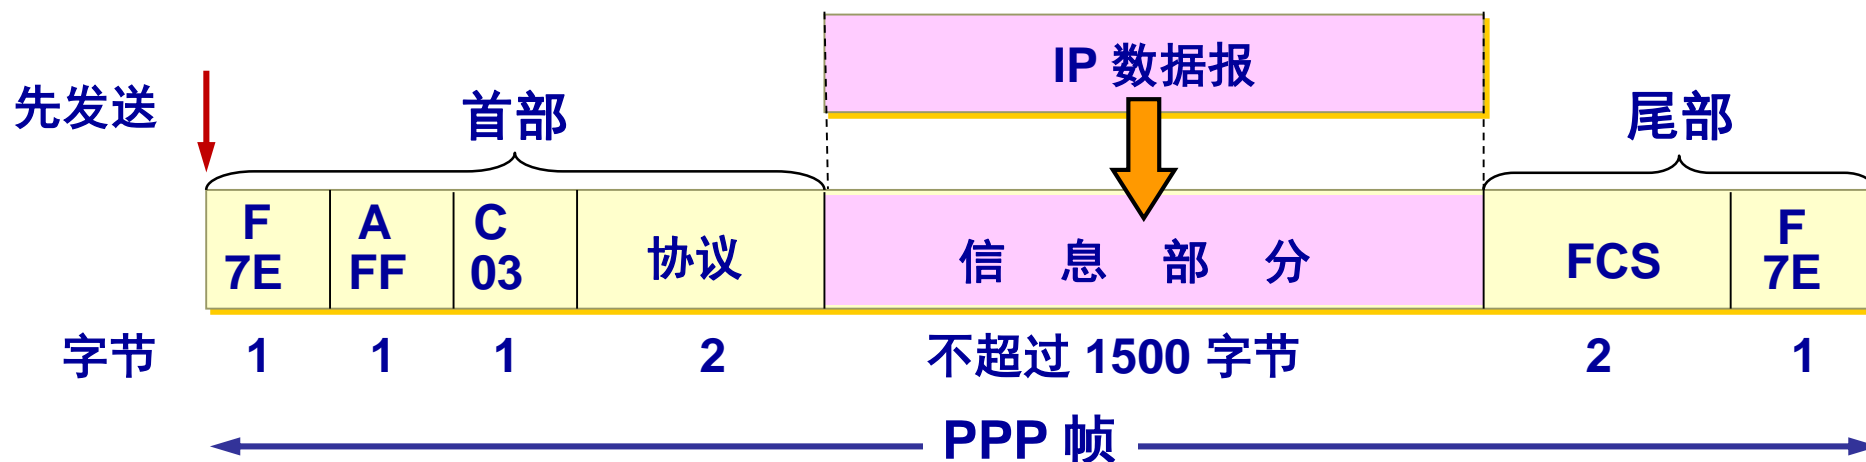 IP 数据报
先发送
首部
尾部
F A C
7E FF 03
协议
信 息 部 分
FCS
F
7E
字节 1 1 1 2 不超过 1500 字节 2 1
PPP 帧